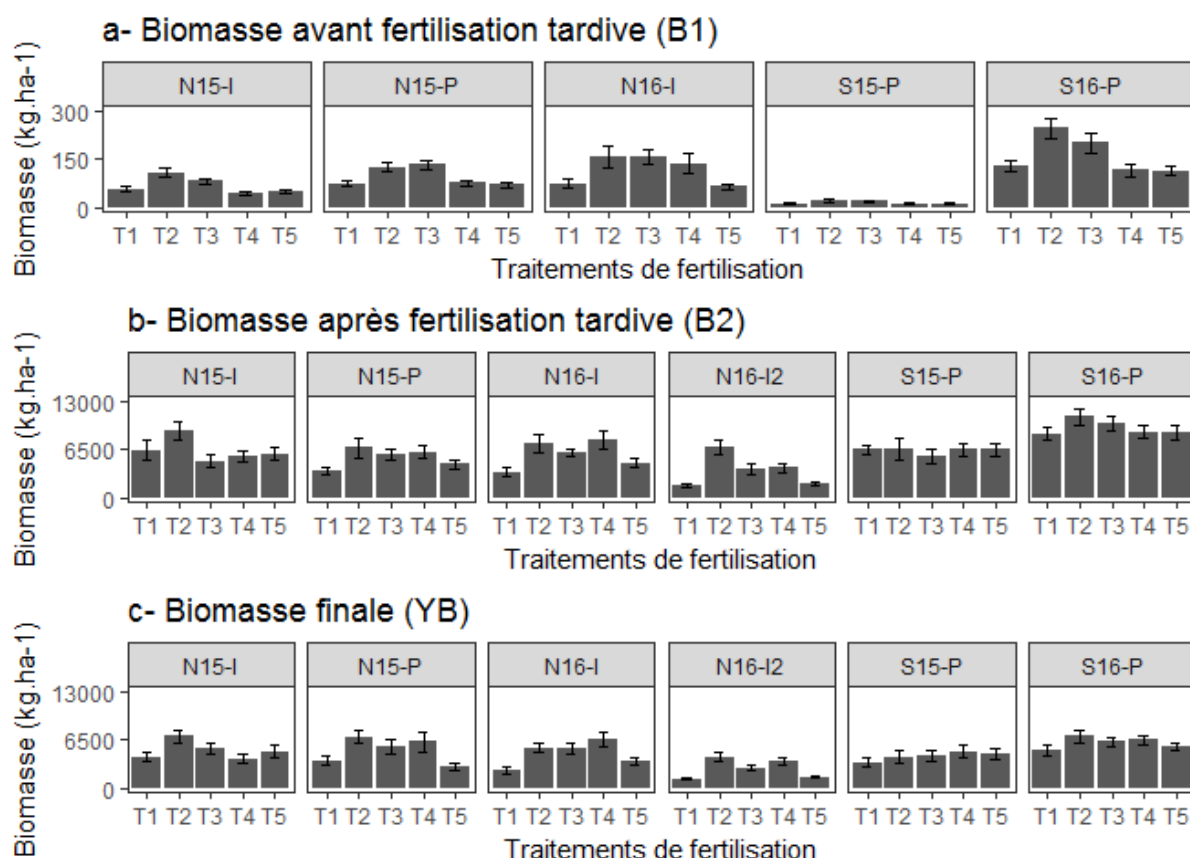 a- Biomasse avant fertilisation tardive (B1)
N15-I N15-P N16-I S15-P S16-P
Biomasse (kg.ha-1)
300
150
0
T1 T2 T3 T4 T5 T1 T2 T3 T4 T5 T1 T2 T3 T4 T5 T1 T2 T3 T4 T5 T1 T2 T3 T4 T5
Traitements de fertilisation
b- Biomasse après fertilisation tardive (B2)
N15-I N15-P N16-I N16-I2 S15-P S16-P
Biomasse (kg.ha-1)
13000
6500
0
T1 T2 T3 T4 T5 T1 T2 T3 T4 T5 T1 T2 T3 T4 T5 T1 T2 T3 T4 T5 T1 T2 T3 T4 T5 T1 T2 T3 T4 T5
Traitements de fertilisation
c- Biomasse finale (YB)
N15-I N15-P N16-I N16-I2 S15-P S16-P
Biomasse (kg.ha-1)
13000
6500
0
T1 T2 T3 T4 T5 T1 T2 T3 T4 T5 T1 T2 T3 T4 T5 T1 T2 T3 T4 T5 T1 T2 T3 T4 T5 T1 T2 T3 T4 T5
Traitements de fertilisation